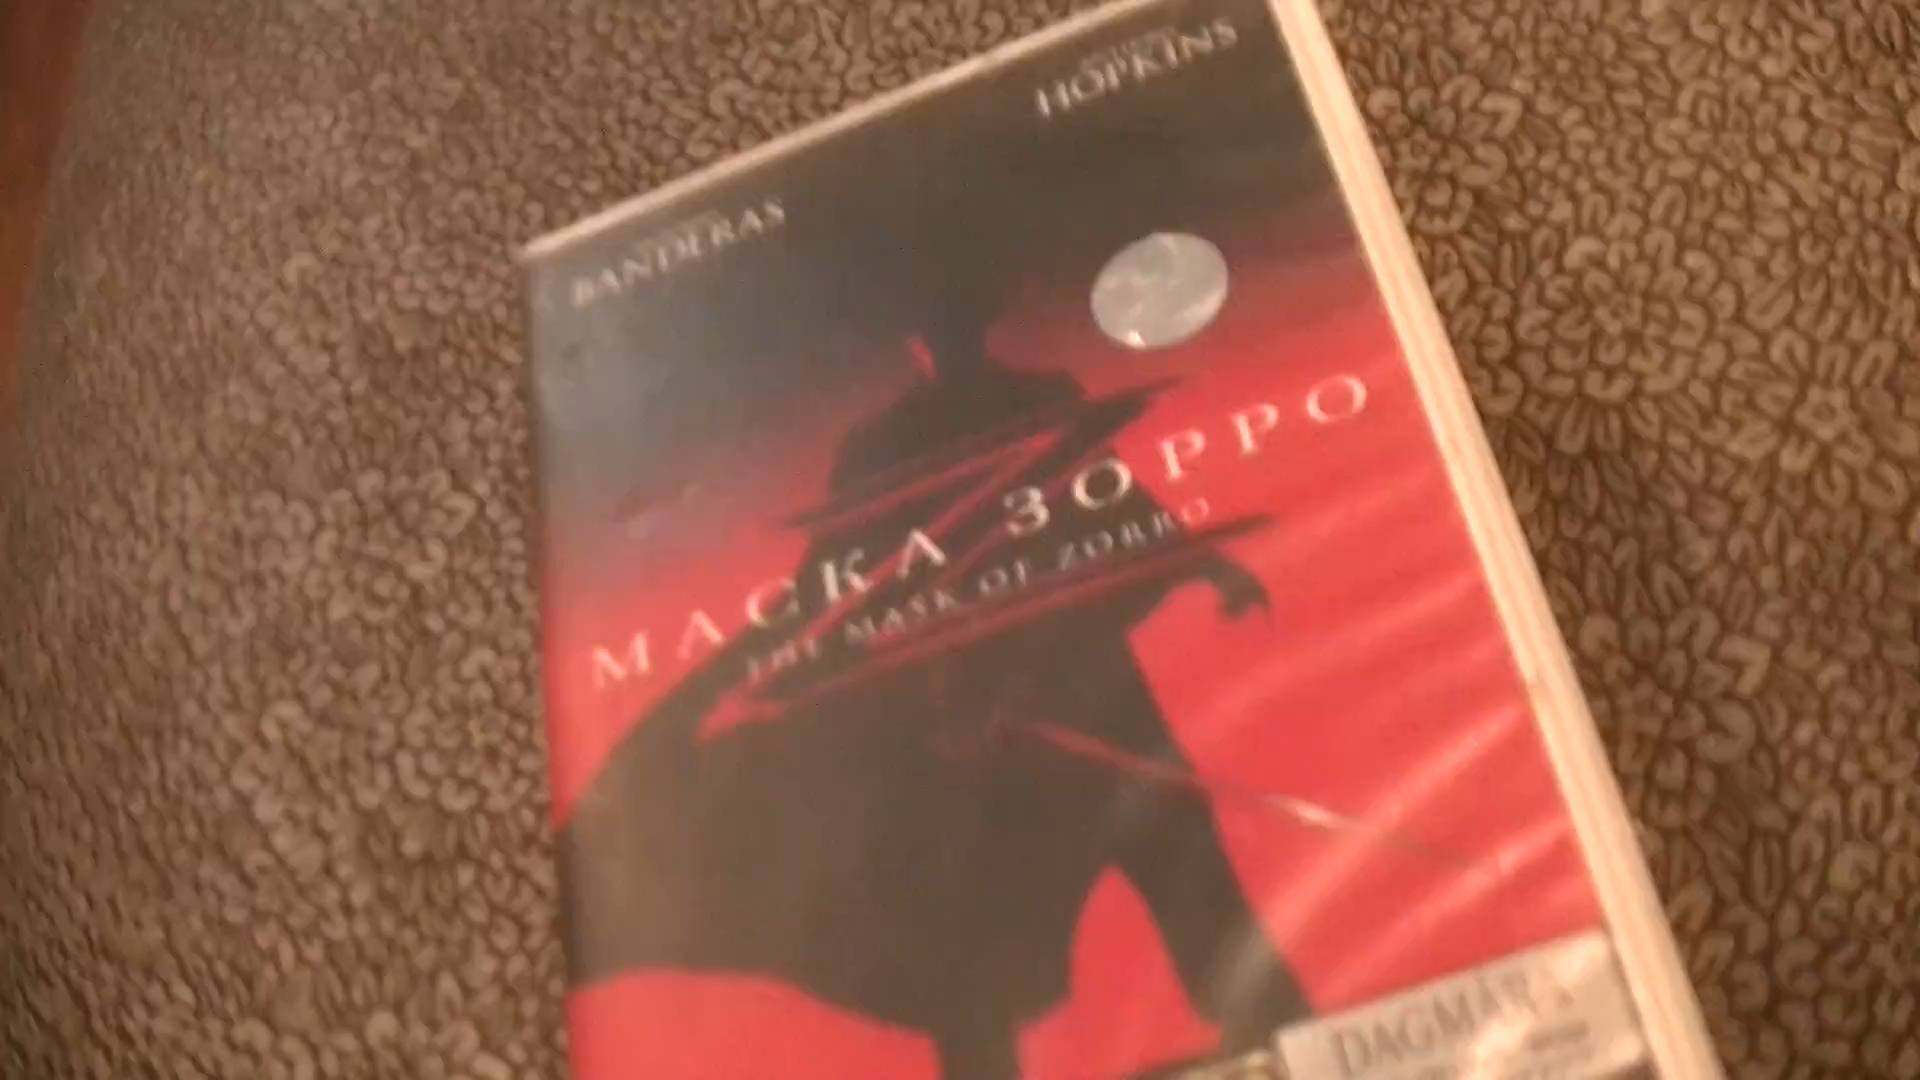 BANDERAS
HOPKINS
МАСКА ЗОРРО
THE MASK OF ZORRO
DAGMAR